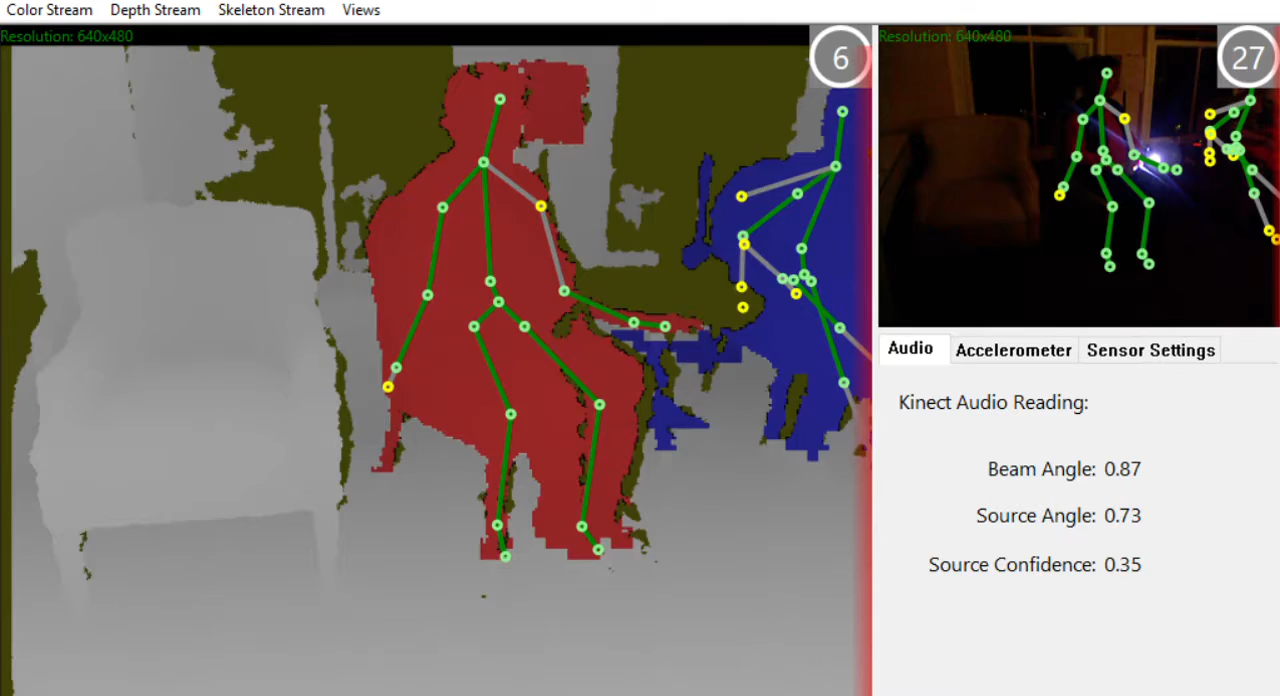 Color Stream Depth Stream Skeleton Stream Views
Resolution: 640x480
6
Resolution: 640x480
27
Audio Accelerometer Sensor Settings
Kinect Audio Reading:
Beam Angle: 0.87
Source Angle: 0.73
Source Confidence: 0.35